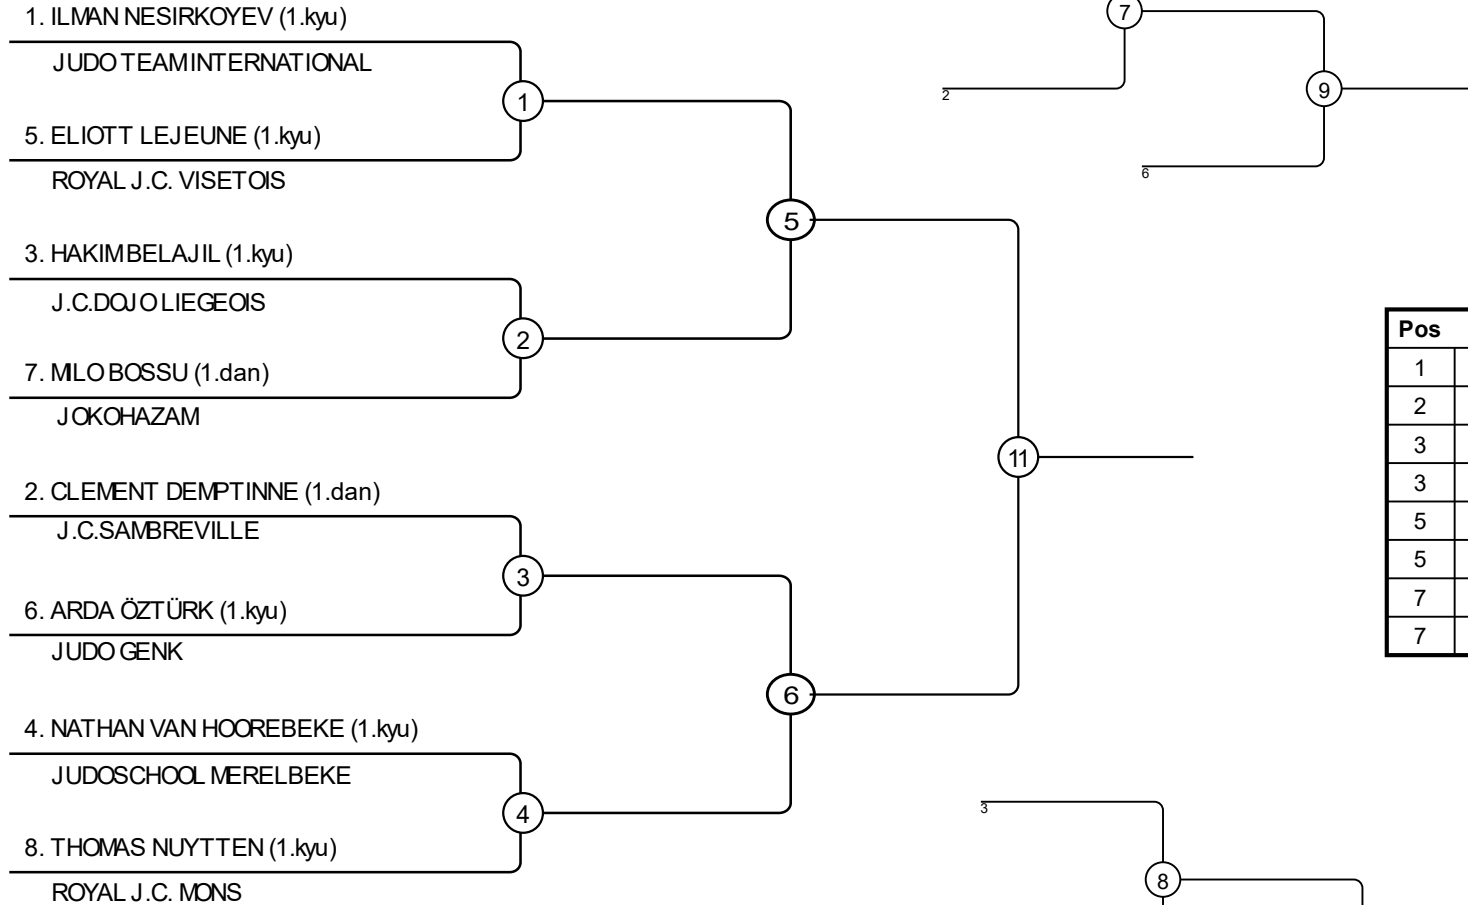 1. ILMAN NESIRKOYEV (1.kyu)
JUDO TEAM INTERNATIONAL
1
5. ELIOTT LEJEUNE (1.kyu)
ROYAL J.C. VISETOIS
5
3. HAKIM BELAJIL (1.kyu)
J.C.DOJO LIEGEOIS
2
7. MILO BOSSU (1.dan)
JOKOHAZAM
11
2. CLEMENT DEMPTINNE (1.dan)
J.C.SAMBREVILLE
3
6. ARDA ÖZTÜRK (1.kyu)
JUDO GENK
6
4. NATHAN VAN HOOREBEKE (1.kyu)
JUDOSCHOOL MERELBEKE
4
8. THOMAS NUYTTEN (1.kyu)
ROYAL J.C. MONS
7
2
9
6
Pos
1
2
3
3
5
5
7
7
3
8